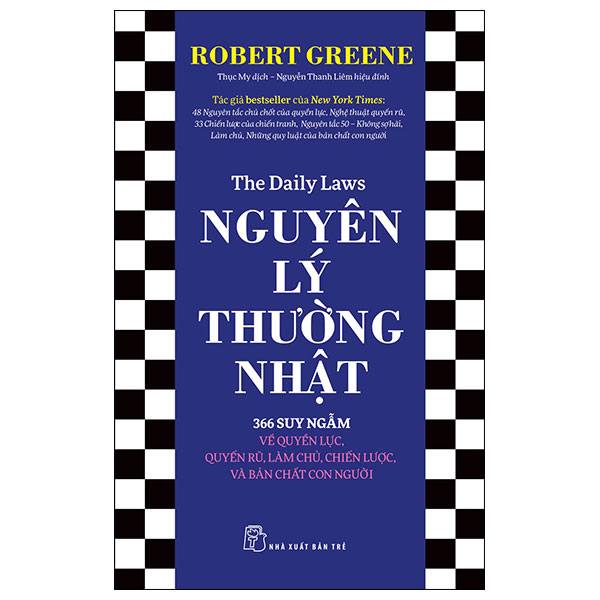 ROBERT GREENE
Thục My dịch – Nguyễn Thanh Liêm hiệu đính
Tác giả bestseller của New York Times:
48 Nguyên tắc chủ chốt của quyền lực, Nghệ thuật quyến rũ,
33 Chiến lược của chiến tranh, Nguyên tắc 50 – Không sợ hãi,
Làm chủ, Những quy luật của bản chất con người
The Daily Laws
NGUYÊN
LÝ
THƯỜNG
NHẬT
366 SUY NGẪM
VỀ QUYỀN LỰC,
QUYẾN RŨ, LÀM CHỦ, CHIẾN LƯỢC,
VÀ BẢN CHẤT CON NGƯỜI
NHÀ XUẤT BẢN TRẺ